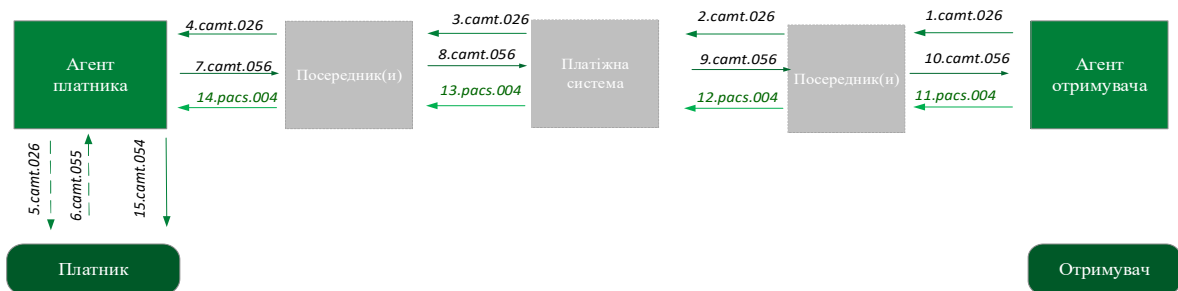 4.camt.026
3.camt.026
2.camt.026
1.camt.026
Агент
платника
7.camt.056
Посередник(и)
8.camt.056
Платіжна
система
9.camt.056
Посередник(и)
10.camt.056
Агент
отримувача
14.pacs.004
13.pacs.004
12.pacs.004
11.pacs.004
5.camt.026
6.camt.055
15.camt.054
Платник
Отримувач